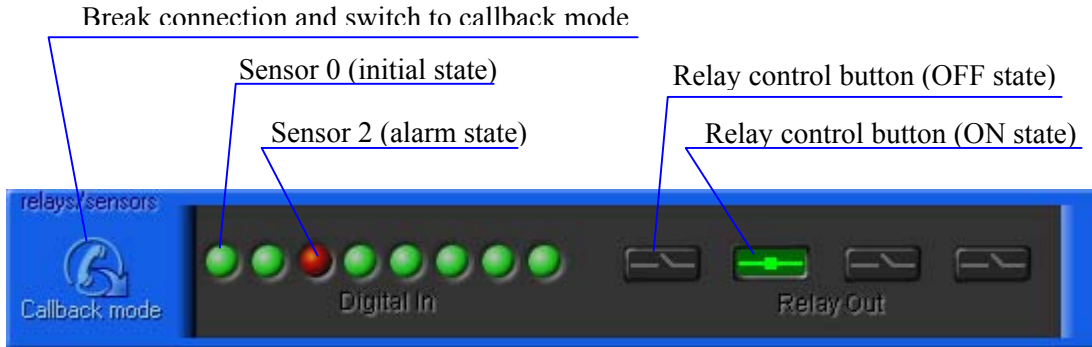 Break connection and switch to callback mode
Sensor 0 (initial state)
Relay control button (OFF state)
Sensor 2 (alarm state)
Relay control button (ON state)
relays/sensors
Digital In
Relay Out
Callback mode